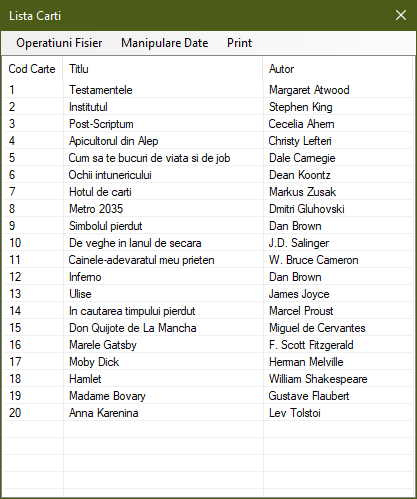 Lista Carti
Operatiuni Fisier Manipulare Date Print
Cod Carte Titlu Autor
1 Testamentele Margaret Atwood
2 Institutul Stephen King
3 Post-Scriptum Cecelia Ahern
4 Apicultorul din Alep Christy Lefteri
5 Cum sa te bucuri de viata si de job Dale Carnegie
6 Ochii intunericului Dean Koontz
7 Hotul de carti Markus Zusak
8 Metro 2035 Dmitri Gluhovski
9 Simbolul pierdut Dan Brown
10 De veghe in lanul de secara J.D. Salinger
11 Cainele-adevaratul meu prieten W. Bruce Cameron
12 Inferno Dan Brown
13 Ulise James Joyce
14 In cautarea timpului pierdut Marcel Proust
15 Don Quijote de La Mancha Miguel de Cervantes
16 Marele Gatsby F. Scott Fitzgerald
17 Moby Dick Herman Melville
18 Hamlet William Shakespeare
19 Madame Bovary Gustave Flaubert
20 Anna Karenina Lev Tolstoi